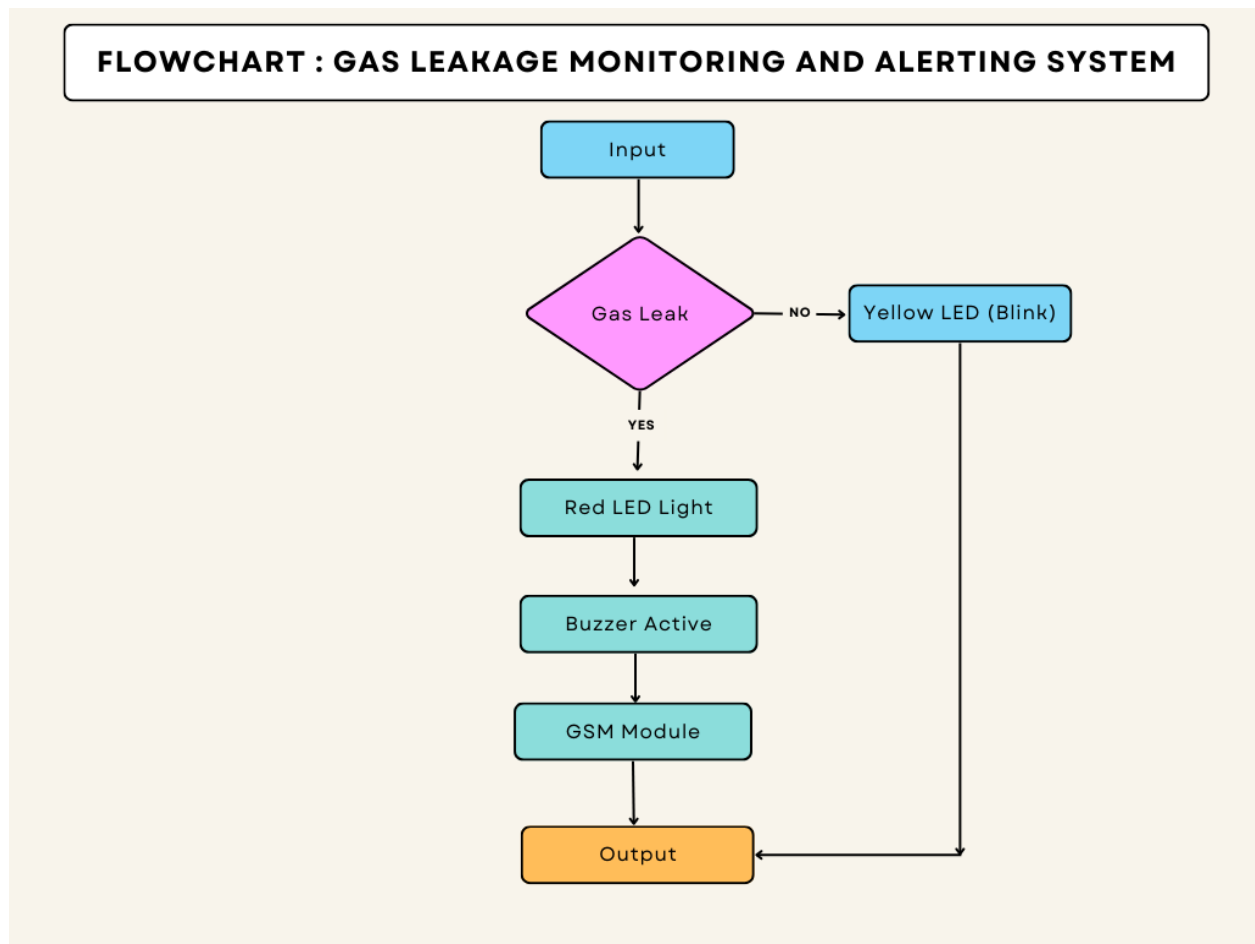 FLOWCHART : GAS LEAKAGE MONITORING AND ALERTING SYSTEM
Input
Gas Leak
NO
Yellow LED (Blink)
YES
Red LED Light
Buzzer Active
GSM Module
Output